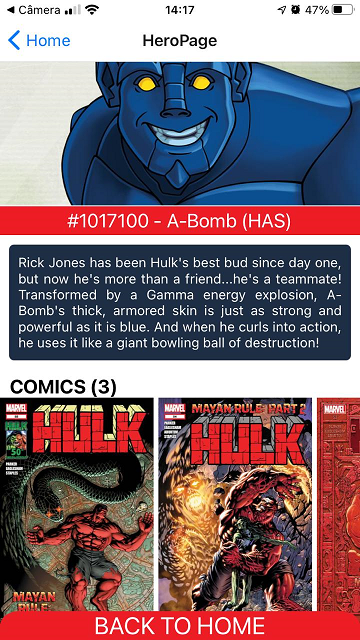 Câmera
14:17
47%
Home
HeroPage
#1017100 - A-Bomb (HAS)
Rick Jones has been Hulk's best bud since day one,
but now he's more than a friend...he's a teammate!
Transformed by a Gamma energy explosion, A-
Bomb's thick, armored skin is just as strong and
powerful as it is blue. And when he curls into action,
he uses it like a giant bowling ball of destruction!
COMICS (3)
MARVEL
HULK
PARKER
MAYAN
RULE
MARVEL
MAYAN RULE: PART 2
HULK
PARKER
STAPLES
MARVEL
BACK TO HOME